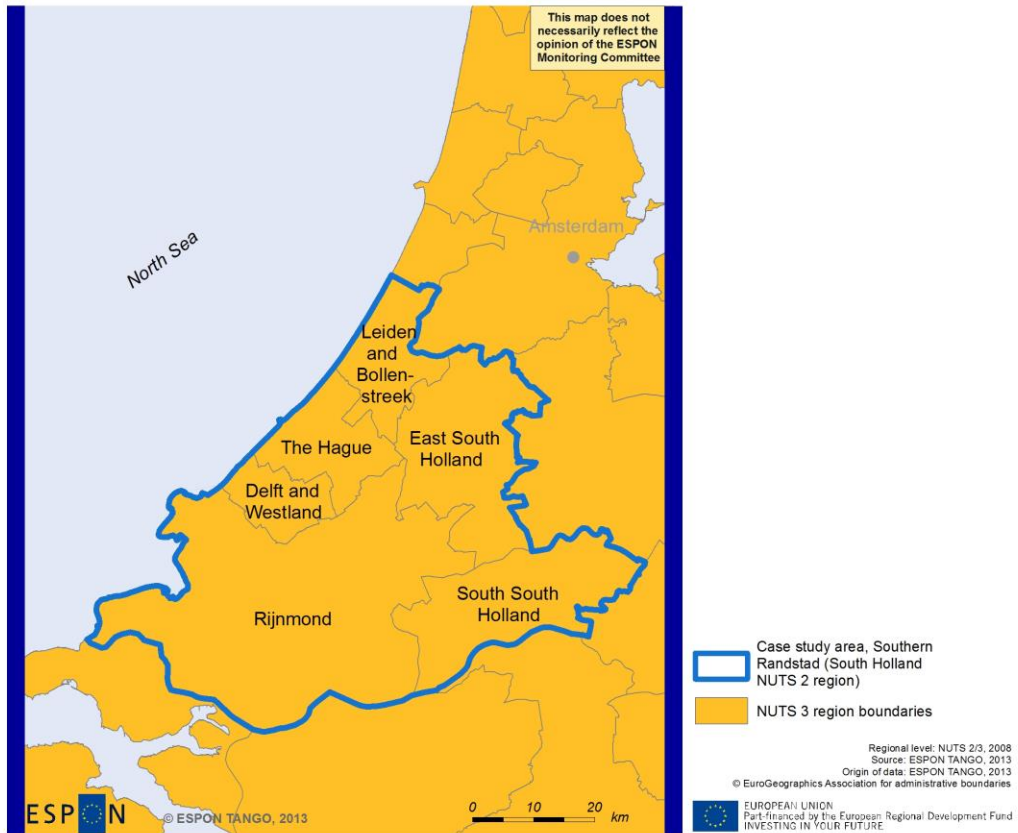 This map does not
necessarily reflect the
opinion of the ESPON
Monitoring Committee
Amsterdam
North Sea
Leiden
and
Bollen-
streek
The Hague
East South
Holland
Delft and
Westland
Rijnmond
South South
Holland
Case study area, Southern
Randstad (South Holland
NUTS 2 region)
NUTS 3 region boundaries
Regional level: NUTS 2/3, 2008
Source: ESPON TANGO, 2013
Origin of data: ESPON TANGO, 2013
© EuroGeographics Association for administrative boundaries
ESPON
© ESPON TANGO, 2013
0 10 20
km
EUROPEAN UNION
Part-financed by the European Regional Development Fund
INVESTING IN YOUR FUTURE